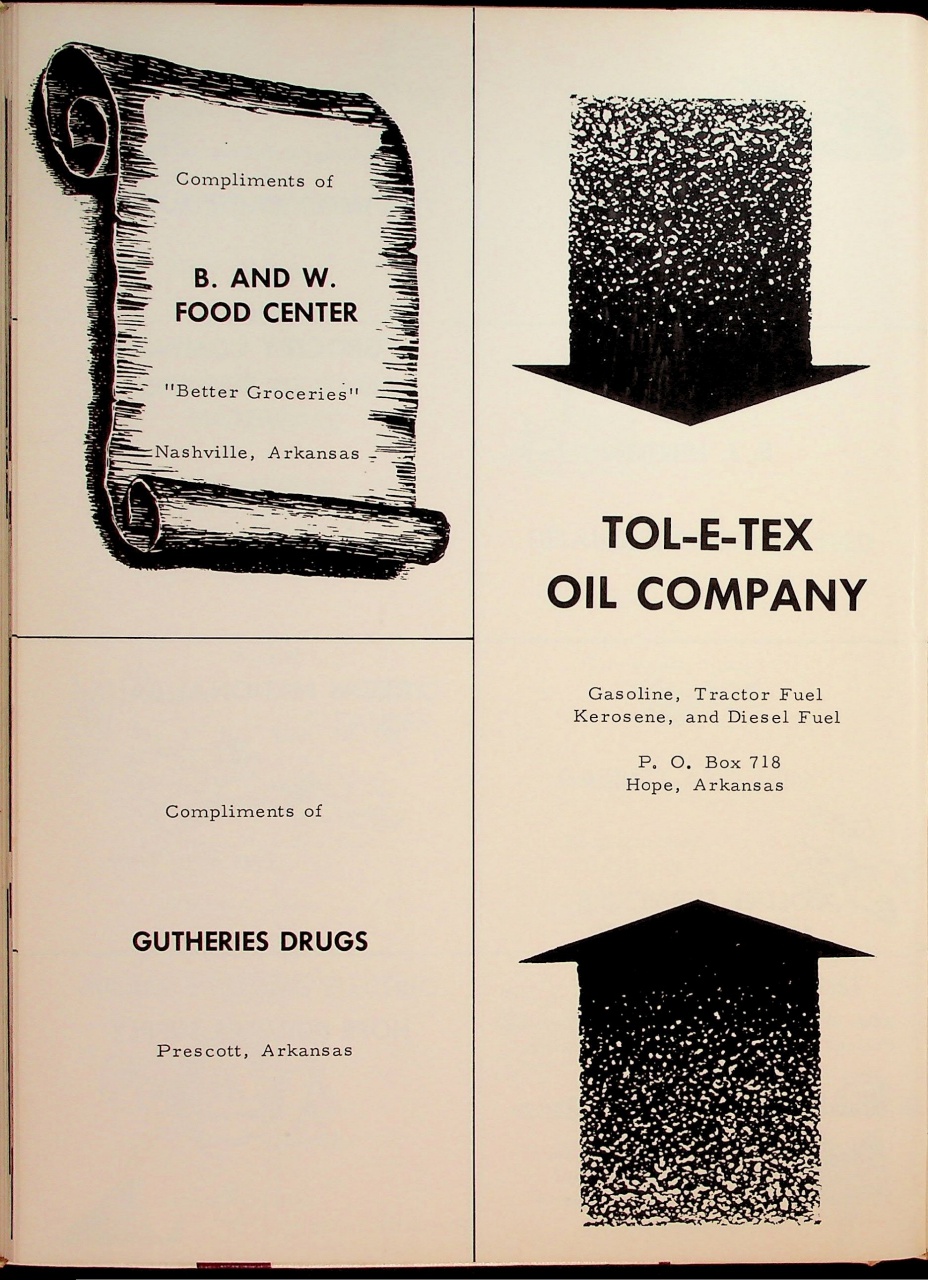 Compliments of
B. AND W.
FOOD CENTER
"Better Groceries"
Nashville, Arkansas
Compliments of
GUTHERIES DRUGS
Prescott, Arkansas
TOL-E-TEX
OIL COMPANY
Gasoline, Tractor Fuel
Kerosene, and Diesel Fuel
P. O. Box 718
Hope, Arkansas